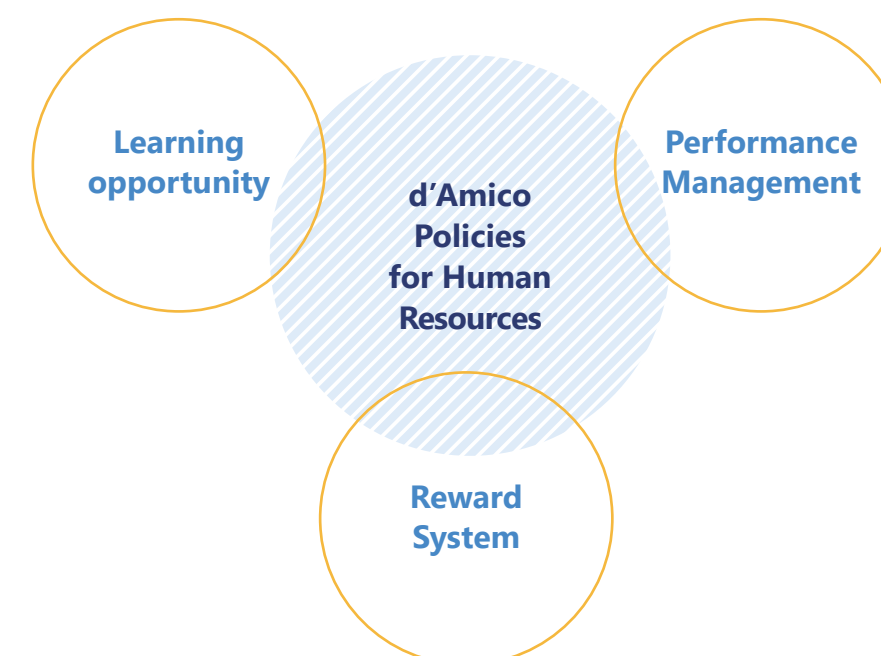 Learning
opportunity
d’Amico
Policies
for Human
Resources
Performance
Management
Reward
System